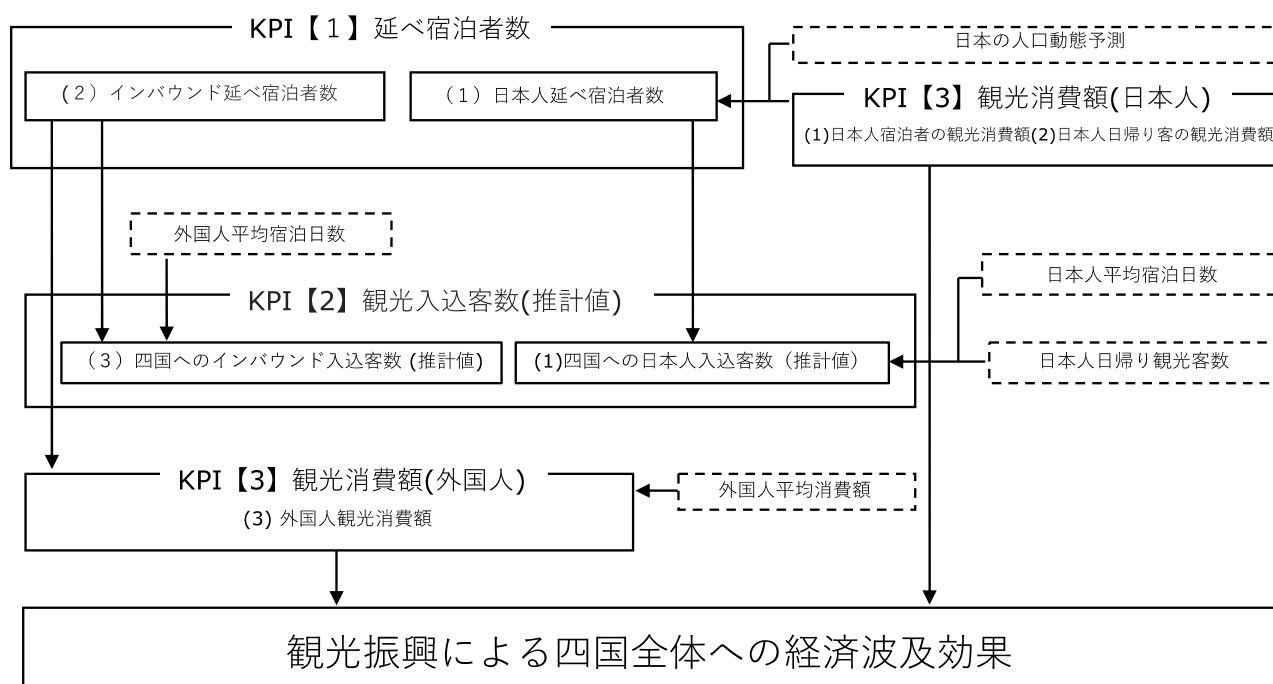 KPI【１】延べ宿泊者数
日本の人口動態予測
(２）インバウンド延べ宿泊者数
（１）日本人延べ宿泊者数
KPI【3】観光消費額(日本人)
(1)日本人宿泊者の観光消費額(2)日本人日帰り客の観光消費額
外国人平均宿泊日数
日本人平均宿泊日数
KPI【2】観光入込客数(推計値)
（３）四国へのインバウンド入込客数 (推計値)
(1)四国への日本人入込客数（推計値）
日本人日帰り観光客数
KPI【3】観光消費額(外国人)
(3) 外国人観光消費額
外国人平均消費額
観光振興による四国全体への経済波及効果